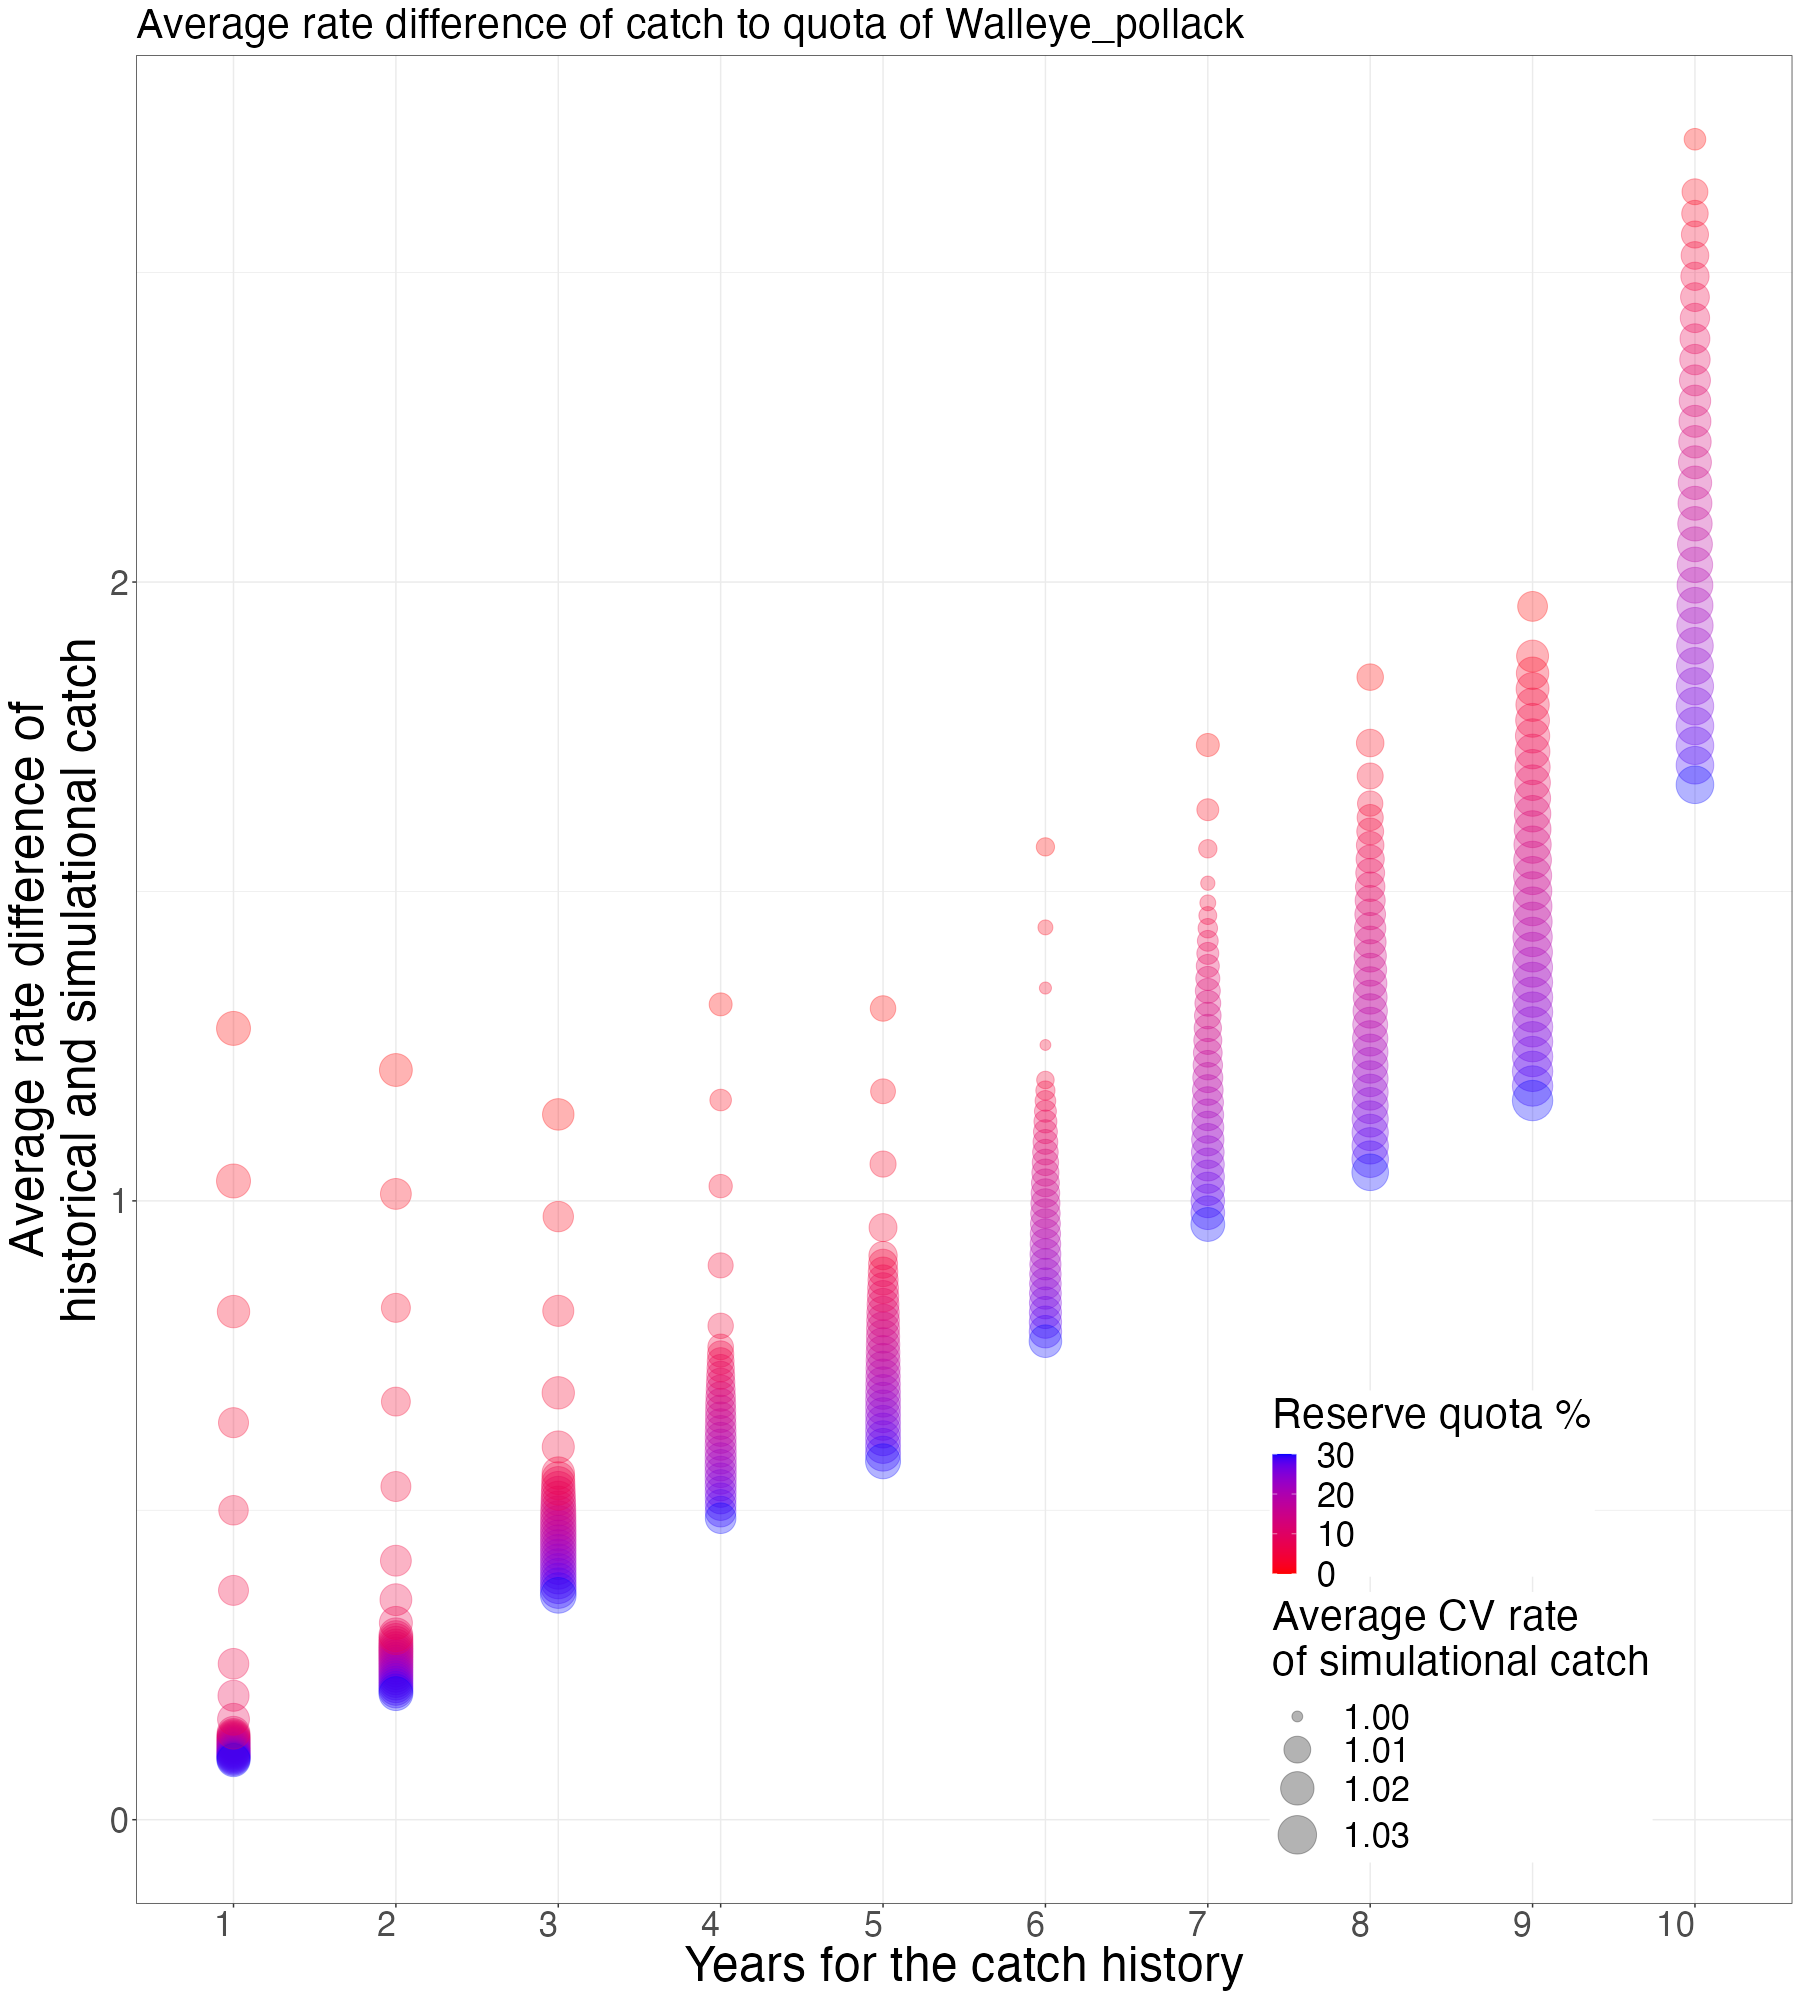 Average rate difference of catch to quota of Walleye_pollack
Average rate difference of
historical and simulational catch
2
1
0
Reserve quota %
30
20
10
0
Average CV rate
of simulational catch
1.00
1.01
1.02
1.03
1 2 3 4 5 6 7 8 9 10
Years for the catch history